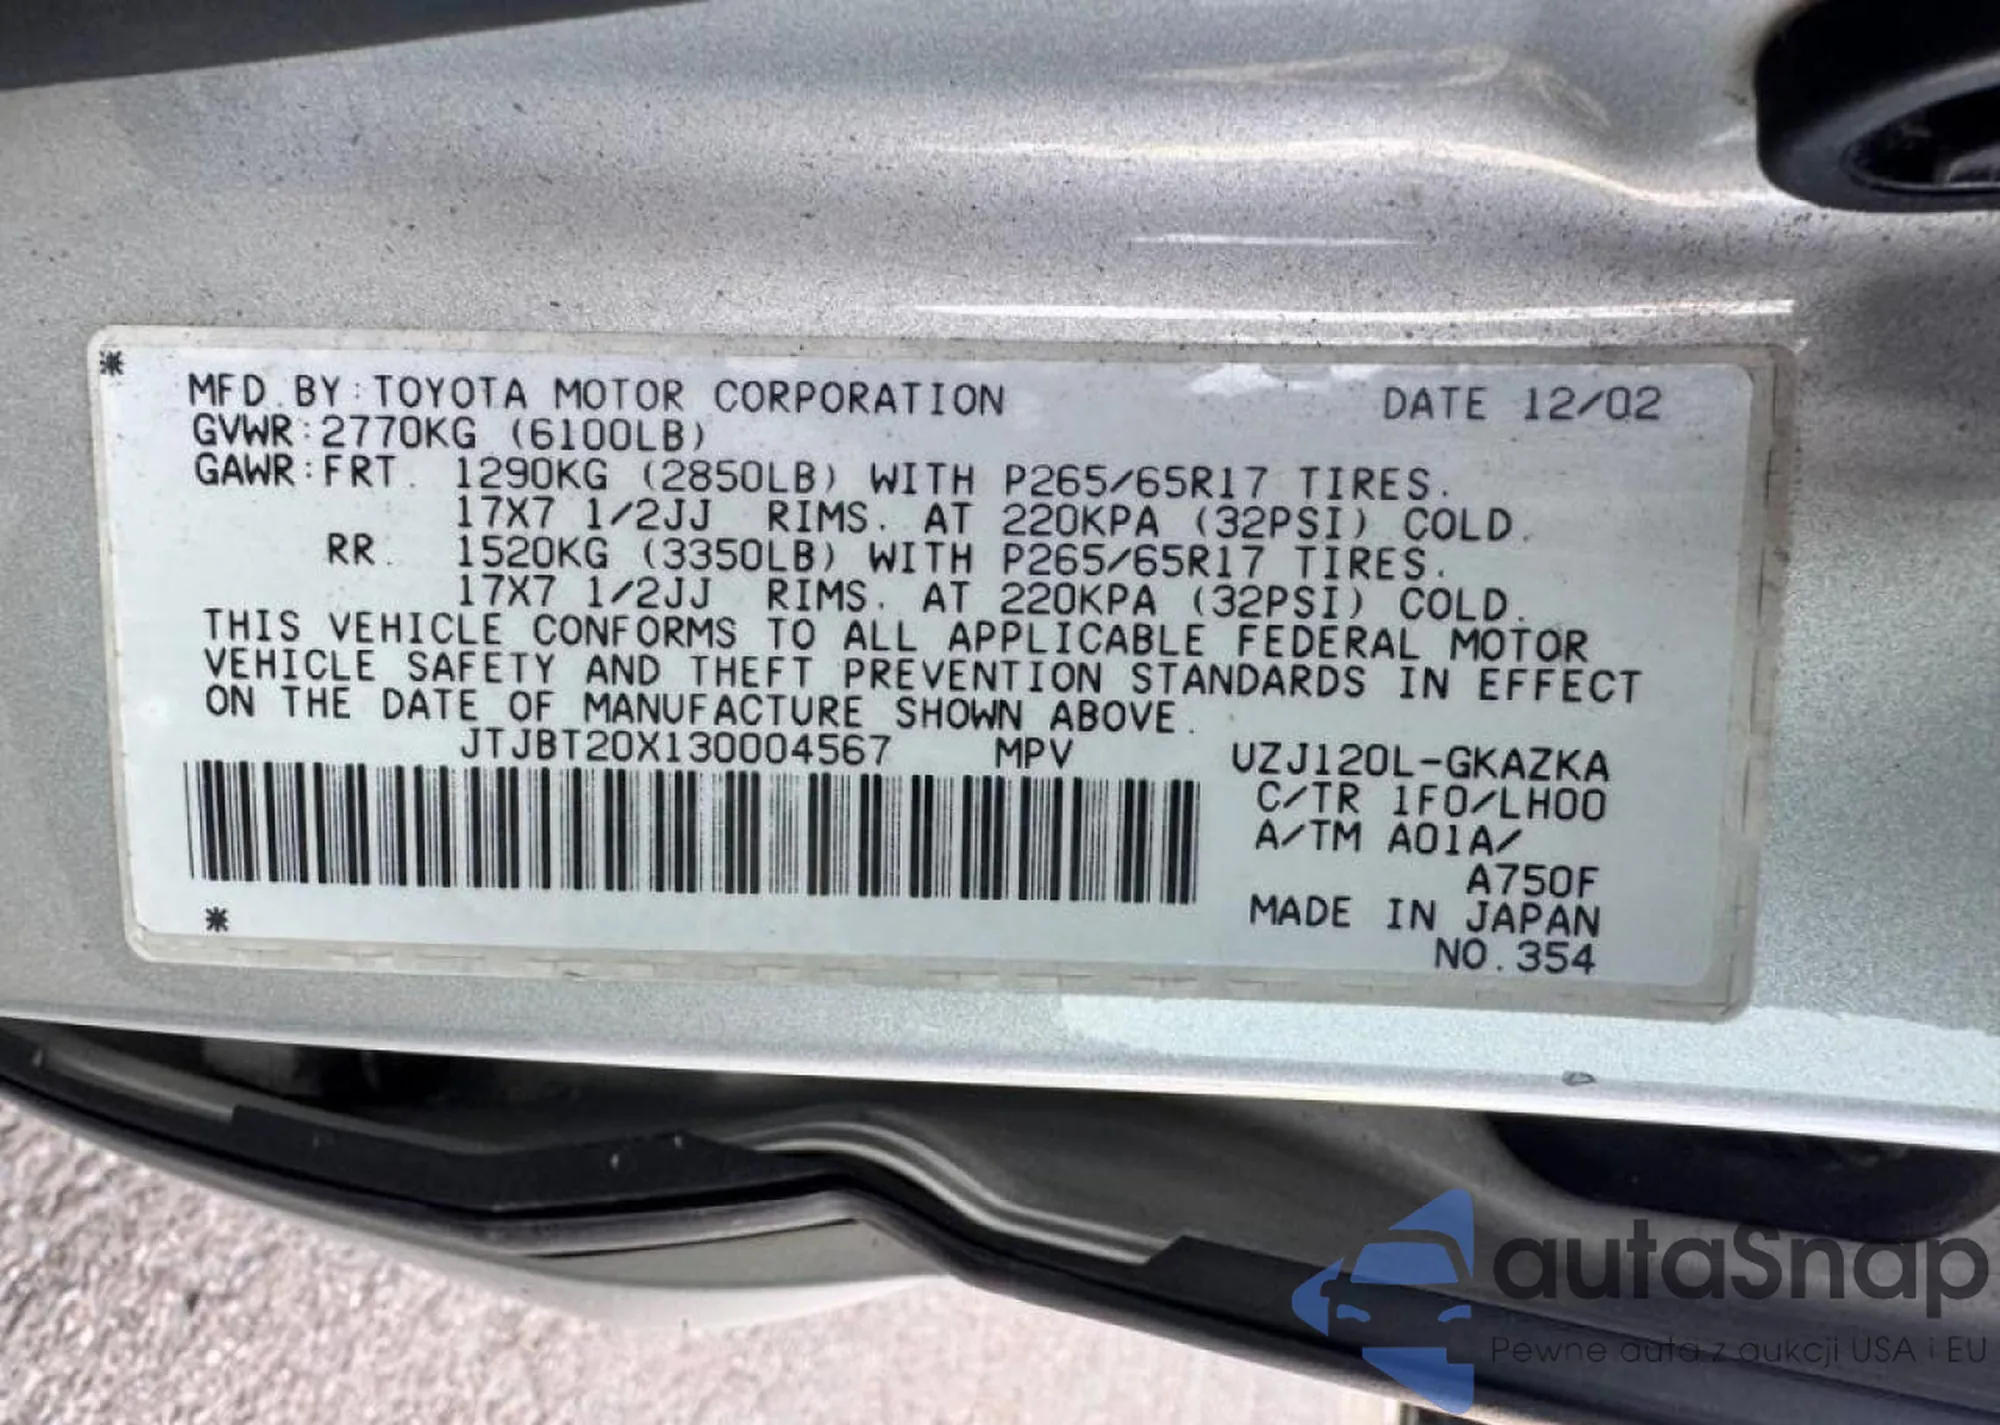 MFD.BY:TOYOTA MOTOR CORPORATION DATE 12/02
GVWR:2770KG (6100LB)
GAWR:FRT. 1290KG (2850LB) WITH P265/65R17 TIRES.
17X7 1/2JJ RIMS. AT 220KPA (32PSI) COLD.
RR. 1520KG (3350LB) WITH P265/65R17 TIRES.
17X7 1/2JJ RIMS. AT 220KPA (32PSI) COLD.
THIS VEHICLE CONFORMS TO ALL APPLICABLE FEDERAL MOTOR
VEHICLE SAFETY AND THEFT PREVENTION STANDARDS IN EFFECT
ON THE DATE OF MANUFACTURE SHOWN ABOVE.
JTJBT20X130004567 MPV UZJ120L-GKAZKA
C/TR 1F0/LH00
A/TM A01A/
A750F
MADE IN JAPAN
NO.354
autaSnap
Pewne auta z aukcji USA i EU